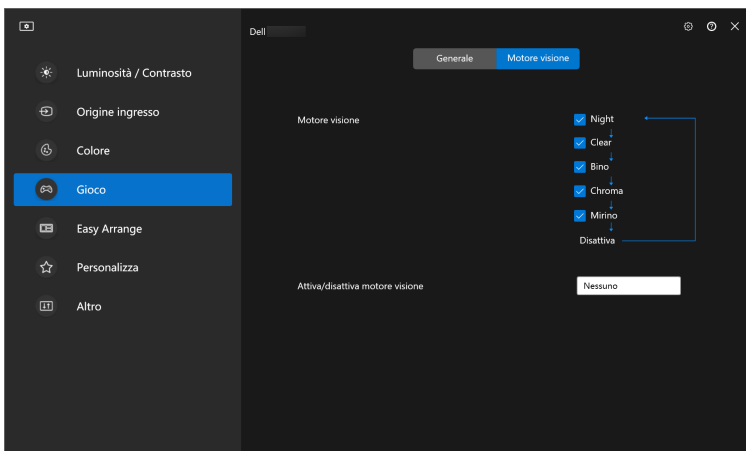 Dell
Generale
Motore visione
Luminosità / Contrasto
Origine ingresso
Colore
Gioco
Easy Arrange
Personalizza
Altro
Motore visione
Night
Clear
Bino
Chroma
Mirino
Disattiva
Attiva/disattiva motore visione
Nessuno